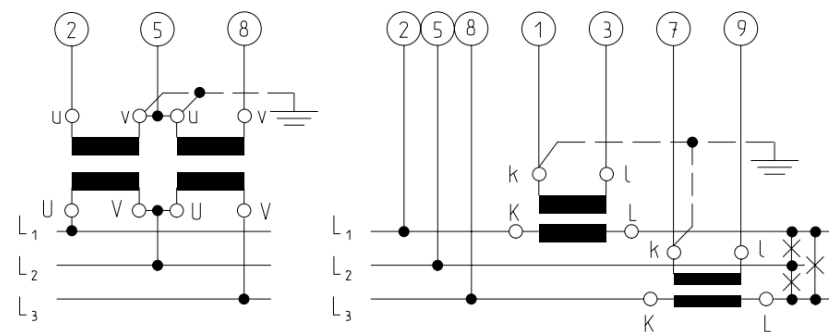 2 5 8 2 5 8 1 3 7 9
u v u v
k l
U V U V K L
L1 L1
k l
L2 L2
L3 L3
K L